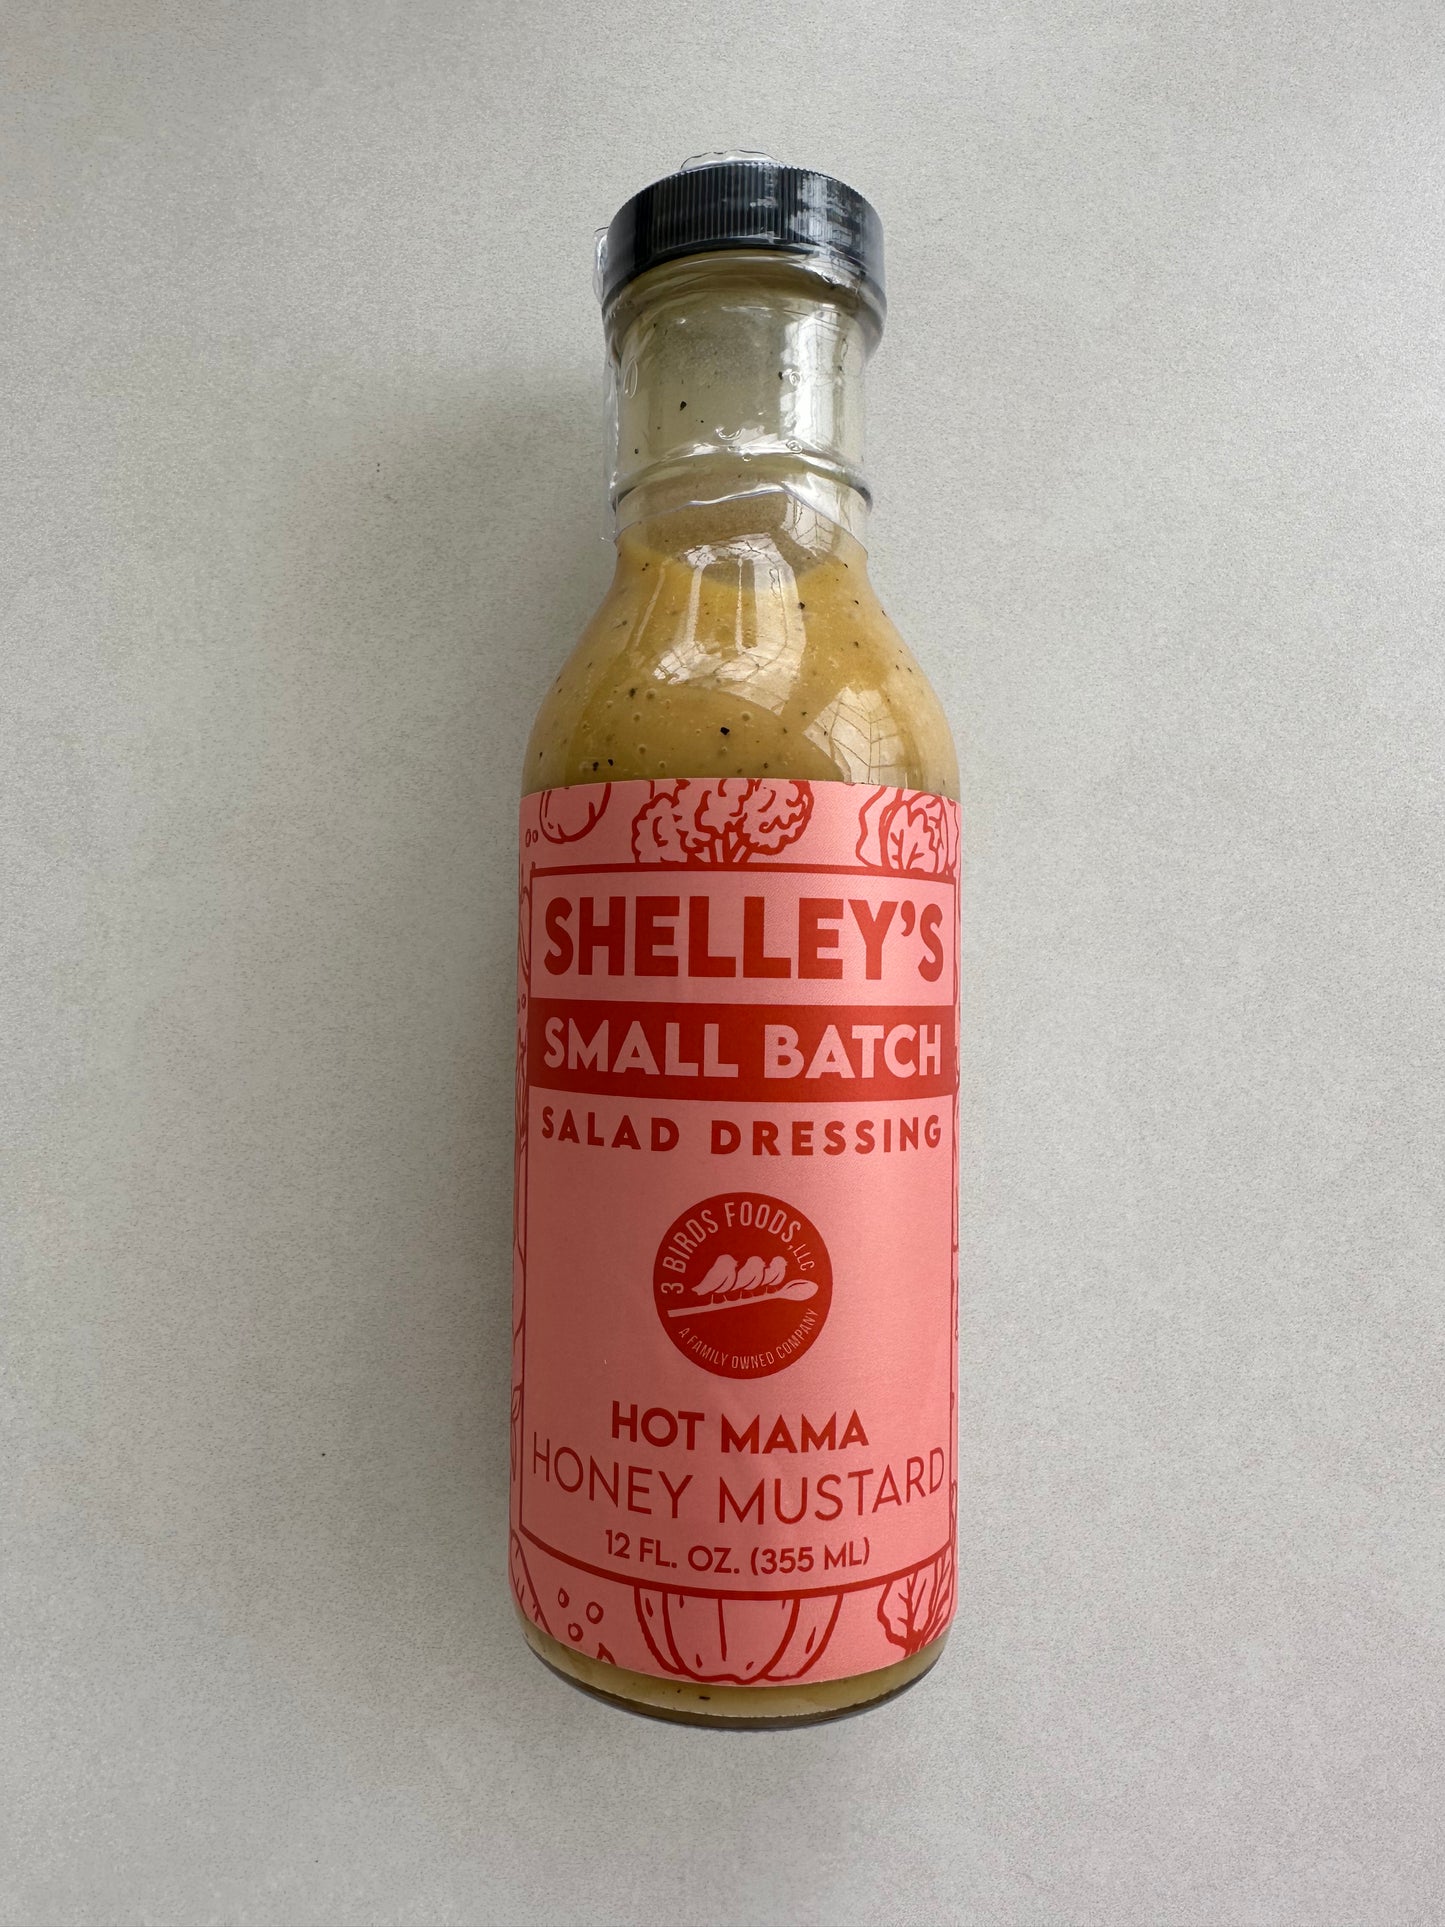 SHELLEY'S
SMALL BATCH
SALAD DRESSING
3 BIRDS FOODS, LLC
A FAMILY OWNED COMPANY
HOT MAMA
HONEY MUSTARD
12 FL. OZ. (355 ML)